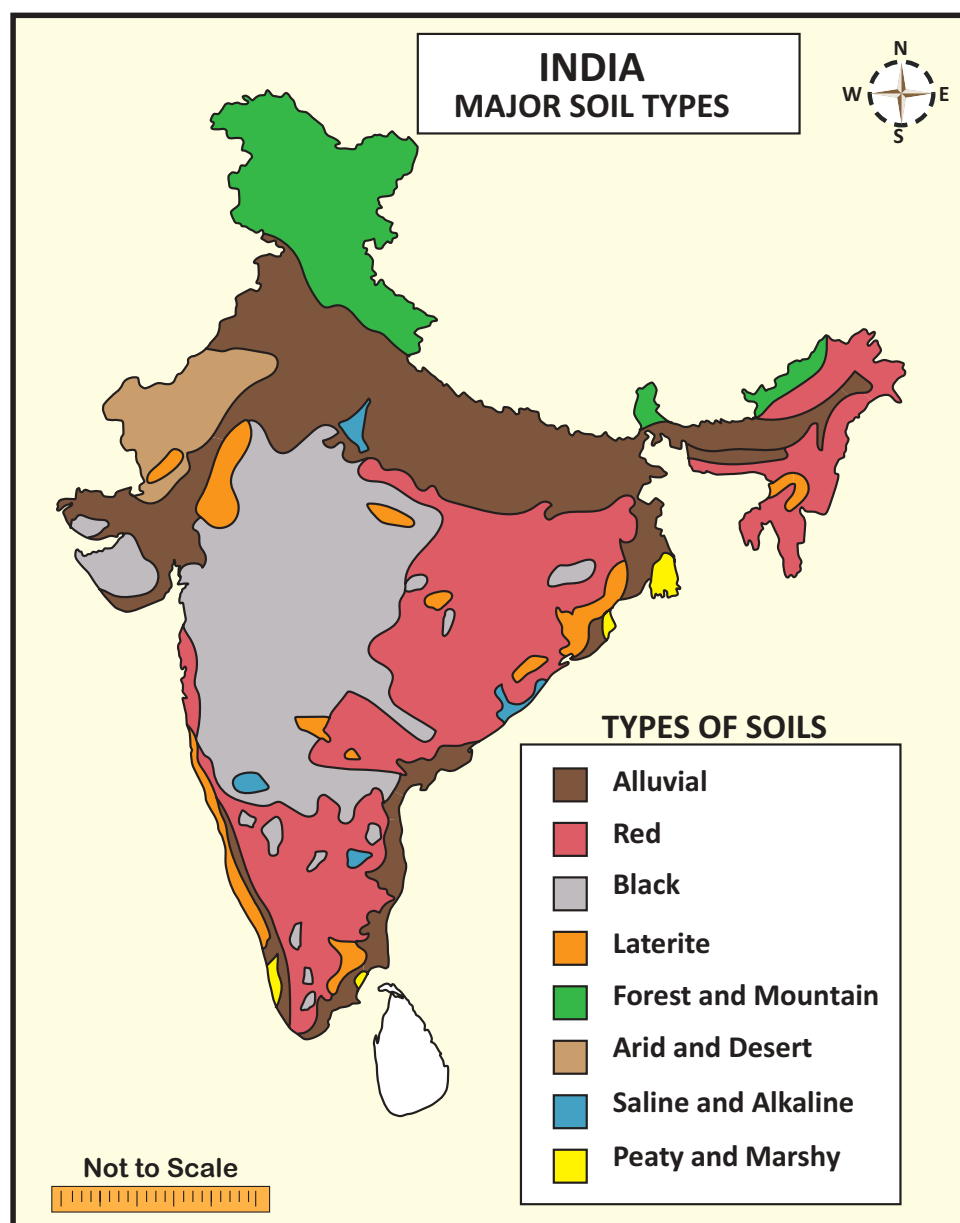 INDIA
MAJOR SOIL TYPES
N
W E
S
TYPES OF SOILS
Alluvial
Red
Black
Laterite
Forest and Mountain
Arid and Desert
Saline and Alkaline
Peaty and Marshy
Not to Scale